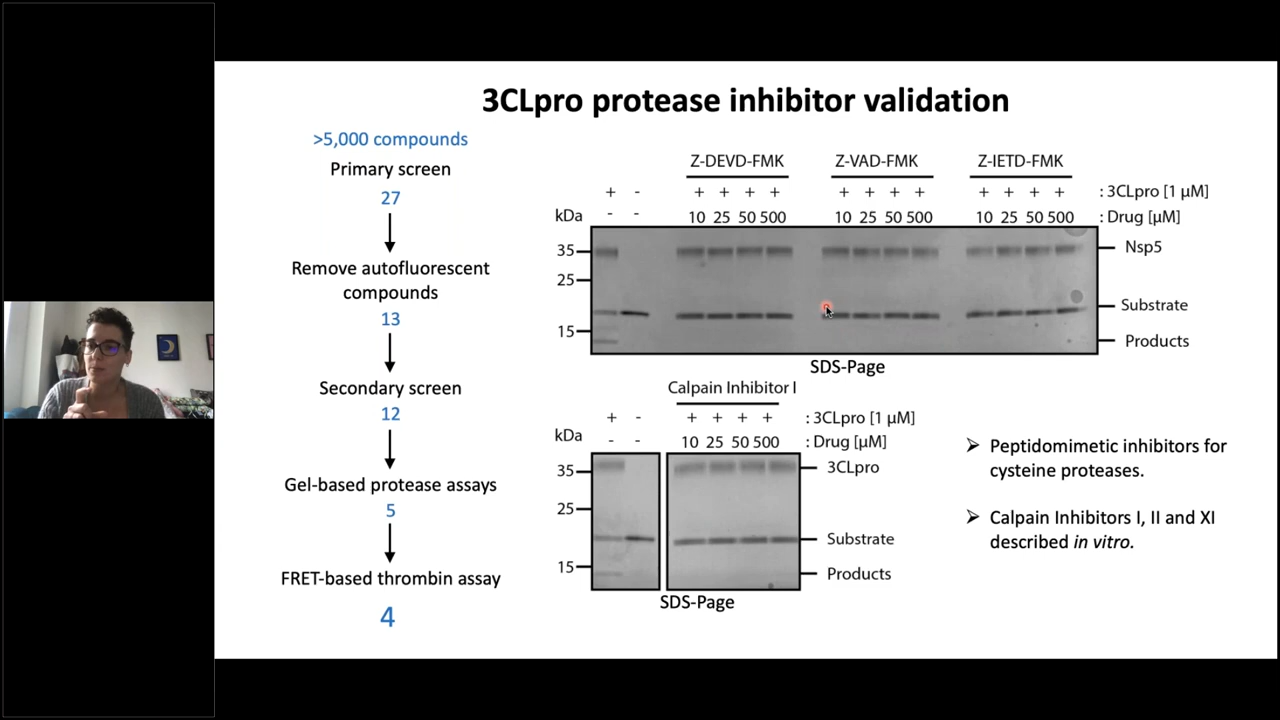 3CLpro protease inhibitor validation
>5,000 compounds
Primary screen
27
Remove autofluorescent
compounds
13
Secondary screen
12
Gel-based protease assays
5
FRET-based thrombin assay
4
Z-DEVD-FMK Z-VAD-FMK Z-IETD-FMK
+ - + + + + + + + + + + + + : 3CLpro [1 µM]
kDa - - 10 25 50 500 10 25 50 500 10 25 50 500 : Drug [µM]
35 Nsp5
25
Substrate
15
Products
SDS-Page
Calpain Inhibitor I
+ - + + + + : 3CLpro [1 µM]
kDa - - 10 25 50 500 : Drug [µM]
35 3CLpro
25
Substrate
15 Products
SDS-Page
➢ Peptidomimetic inhibitors for
cysteine proteases.
➢ Calpain Inhibitors I, II and XI
described in vitro.